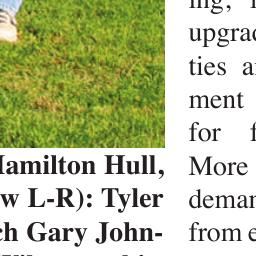 Hamilton Hull,
w L-R): Tyler
ch Gary John-
ing,
upgrad
ties a
ment
for f
More
deman
from e